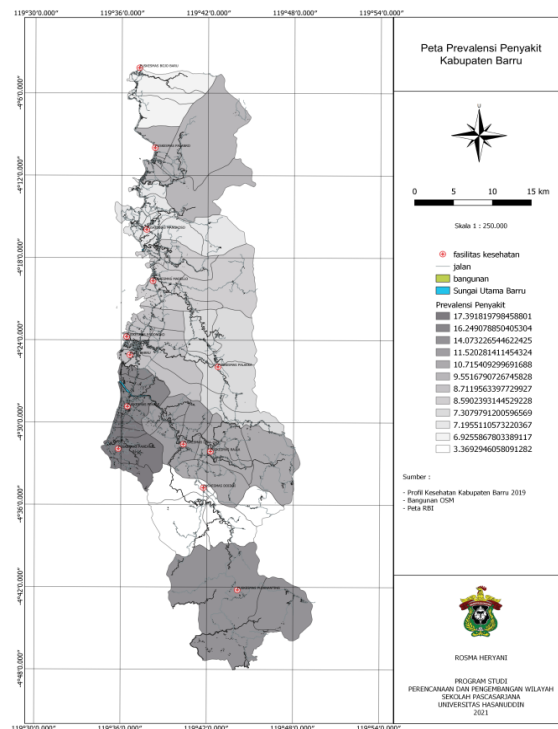 119°30'0.000" 119°36'0.000" 119°42'0.000" 119°48'0.000" 119°54'0.000"
-4°6'0.000"
-4°12'0.000"
-4°18'0.000"
-4°24'0.000"
-4°30'0.000"
-4°36'0.000"
-4°42'0.000"
-4°48'0.000"
119°30'0.000" 119°36'0.000" 119°42'0.000" 119°48'0.000" 119°54'0.000"
Peta Prevalensi Penyakit
Kabupaten Barru
0 5 10 15 km
Skala 1 : 250.000
fasilitas kesehatan
jalan
bangunan
Sungai Utama Barru
Prevalensi Penyakit
17.391819798458801
16.249078850405304
14.073226544622425
11.520281411454324
10.715409299691688
9.5516790726745828
8.7119563397729927
8.5902393144529228
7.3079791200596569
7.1955110573220367
6.9255867803389117
3.3692946058091282
Sumber :
- Profil Kesehatan Kabupaten Barru 2019
- Bangunan OSM
- Peta RBI
ROSMA HERYANI
PROGRAM STUDI
PERENCANAAN DAN PENGEMBANGAN WILAYAH
SEKOLAH PASCASARJANA
UNIVERSITAS HASANUDDIN
2021